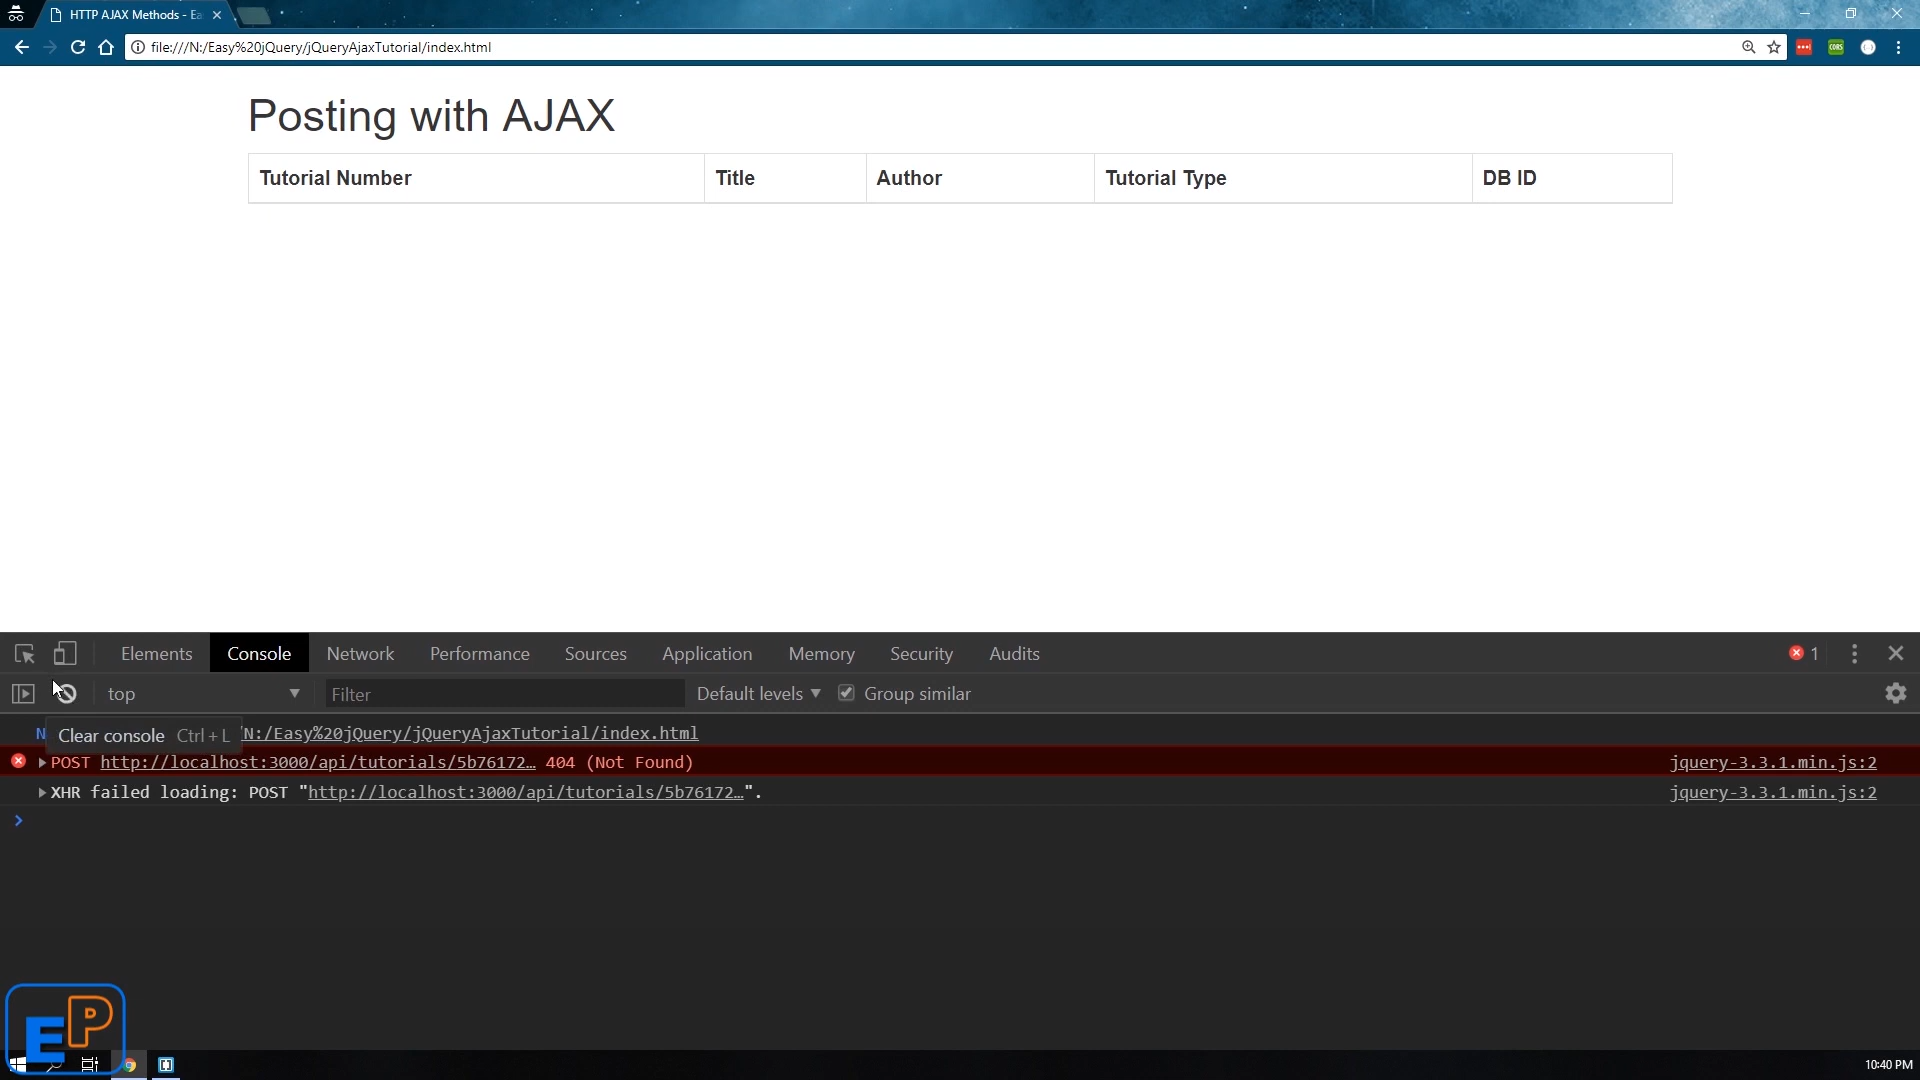 HTTP AJAX Methods - Ea
file:///N:/Easy%20jQuery/jQueryAjaxTutorial/index.html
CORS
Posting with AJAX
Tutorial Number Title Author Tutorial Type DB ID
Elements Console Network Performance Sources Application Memory Security Audits 1
top Filter Default levels Group similar
N /N:/Easy%20jQuery/jQueryAjaxTutorial/index.html
Clear console Ctrl+L
POST http://localhost:3000/api/tutorials/5b76172… 404 (Not Found) jquery-3.3.1.min.js:2
XHR failed loading: POST "http://localhost:3000/api/tutorials/5b76172…". jquery-3.3.1.min.js:2
EP
10:40 PM